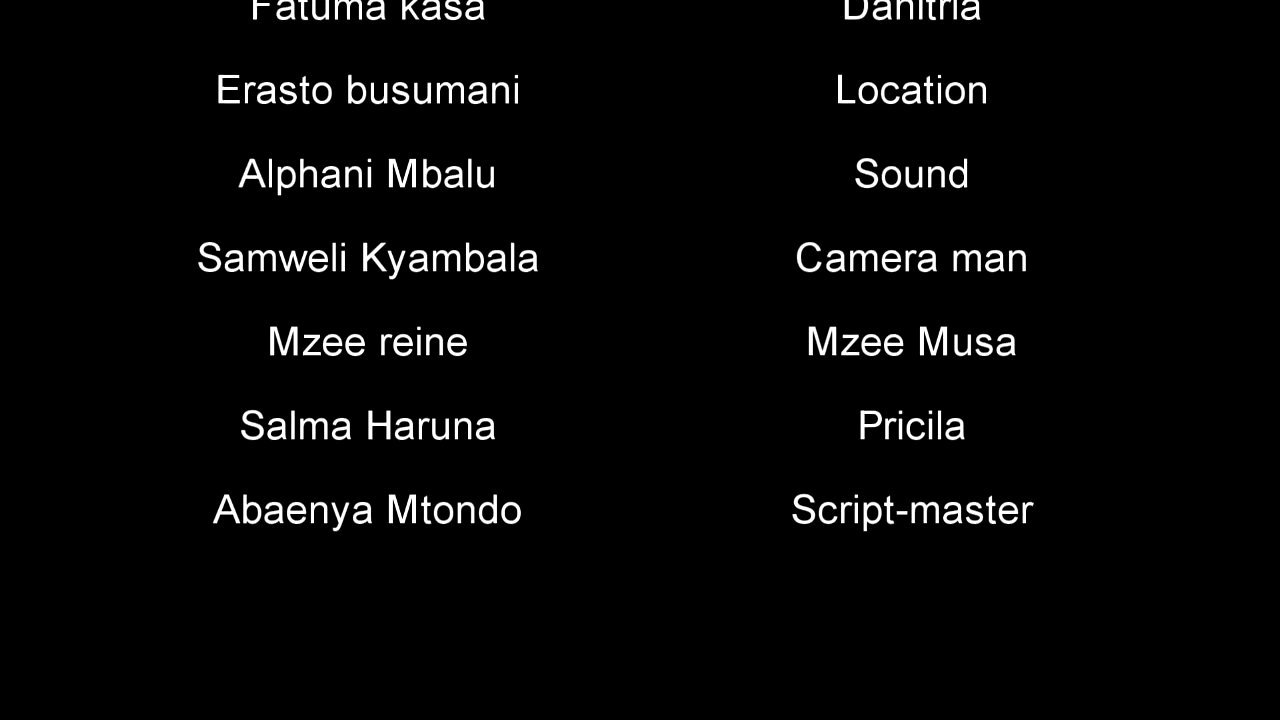 Fatuma kasa Danitria
Erasto busumani Location
Alphani Mbalu Sound
Samweli Kyambala Camera man
Mzee reine Mzee Musa
Salma Haruna Pricila
Abaenya Mtondo Script-master